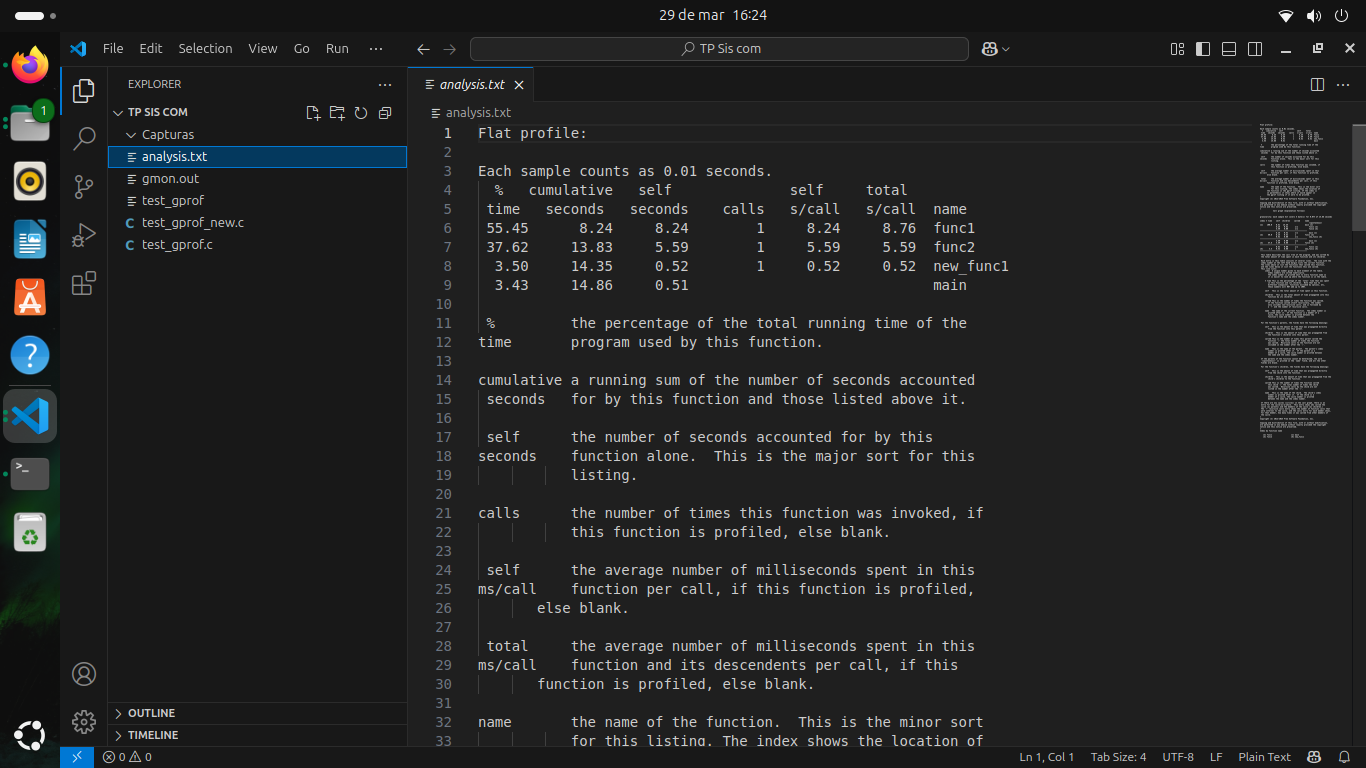 29 de mar 16:24
File Edit Selection View Go Run ···
TP Sis com
EXPLORER
TP SIS COM
Capturas
analysis.txt
gmon.out
test_gprof
C test_gprof_new.c
C test_gprof.c
OUTLINE
TIMELINE
1
analysis.txt
analysis.txt
1 Flat profile:
2
3 Each sample counts as 0.01 seconds.
4   %   cumulative   self              self     total
5  time   seconds   seconds    calls   s/call   s/call  name
6  55.45      8.24     8.24        1     8.24     8.76  func1
7  37.62     13.83     5.59        1     5.59     5.59  func2
8   3.50     14.35     0.52        1     0.52     0.52  new_func1
9   3.43     14.86     0.51                             main
10
11  %         the percentage of the total running time of the
12 time       program used by this function.
13
14 cumulative a running sum of the number of seconds accounted
15  seconds   for by this function and those listed above it.
16
17  self      the number of seconds accounted for by this
18 seconds    function alone.  This is the major sort for this
19            listing.
20
21 calls      the number of times this function was invoked, if
22            this function is profiled, else blank.
23
24  self      the average number of milliseconds spent in this
25 ms/call    function per call, if this function is profiled,
26        else blank.
27
28  total     the average number of milliseconds spent in this
29 ms/call    function and its descendents per call, if this
30        function is profiled, else blank.
31
32 name       the name of the function.  This is the minor sort
33            for this listing. The index shows the location of
0 0
Ln 1, Col 1 Tab Size: 4 UTF-8 LF Plain Text